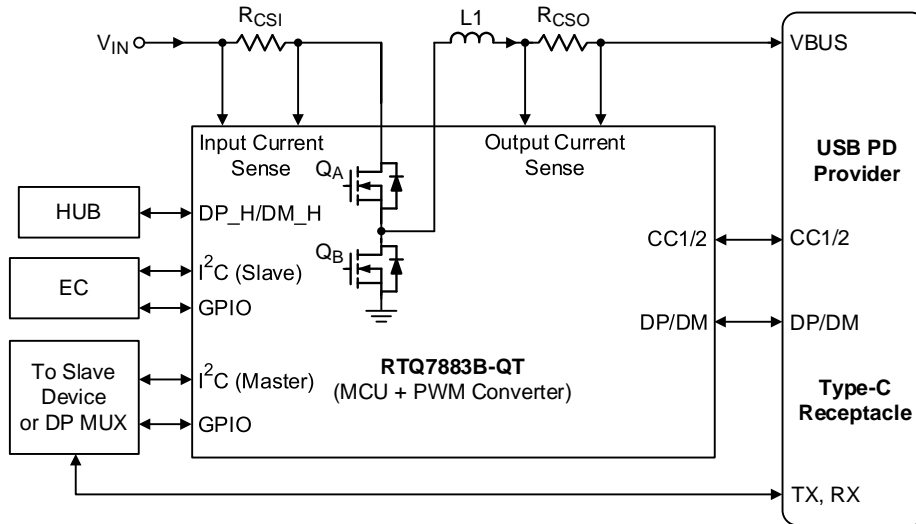 R_CSI
L1
R_CSO
V_IN
VBUS
Input Current
Sense
Output Current
Sense
USB PD
Provider
Q_A
HUB
DP_H/DM_H
CC1/2
CC1/2
Q_B
EC
I²C (Slave)
GPIO
DP/DM
DP/DM
To Slave
Device
or DP MUX
I²C (Master)
GPIO
RTQ7883B-QT
(MCU + PWM Converter)
Type-C
Receptacle
TX, RX